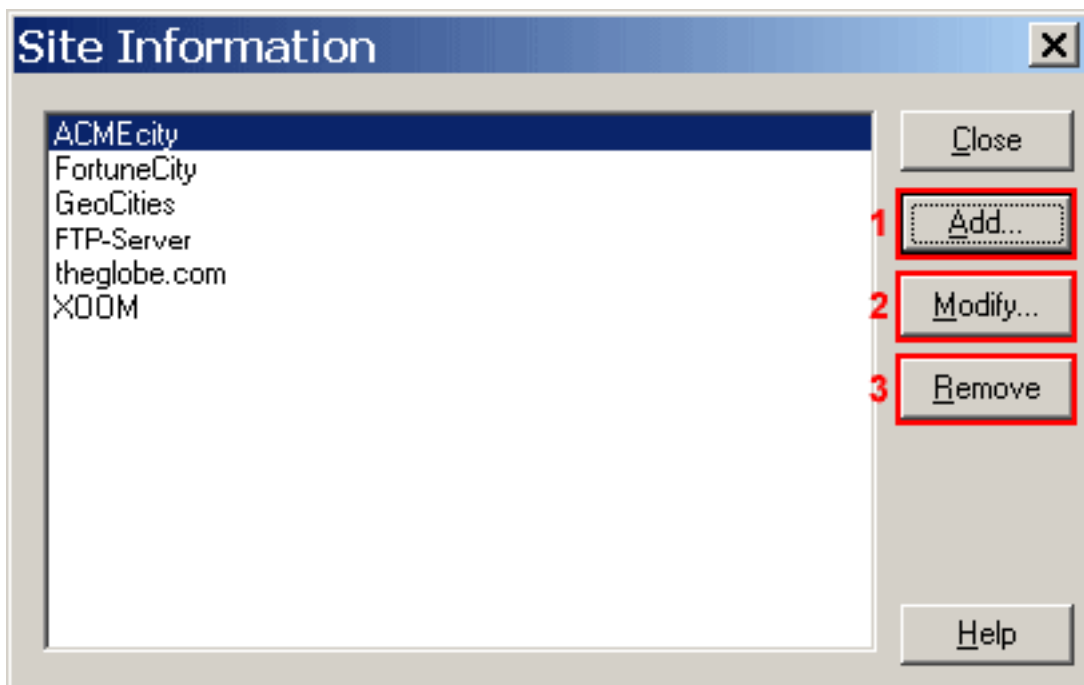 Site Information
ACMEcity
FortuneCity
GeoCities
FTP-Server
theglobe.com
XOOM
Close
1 Add...
2 Modify...
3 Remove
Help